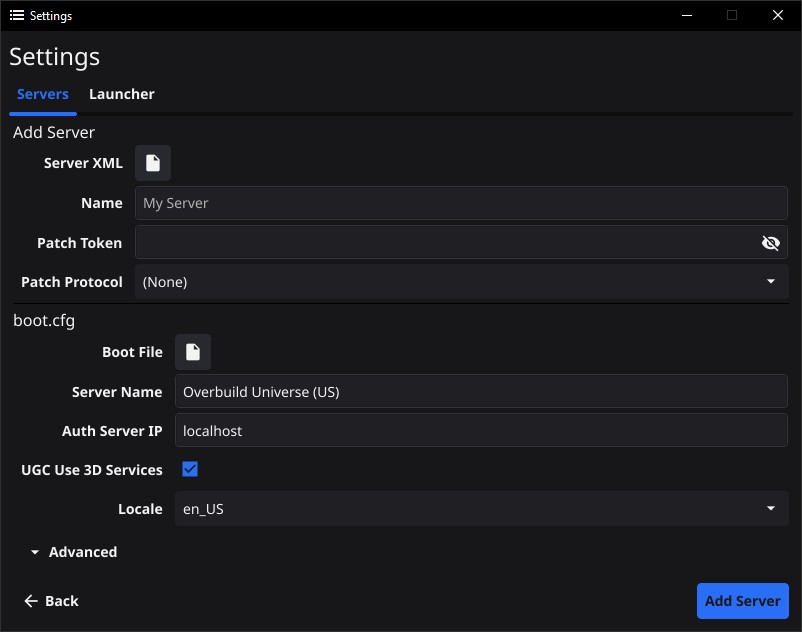 Settings
Settings
Servers Launcher
Add Server
Server XML
Name My Server
Patch Token
Patch Protocol (None)
boot.cfg
Boot File
Server Name Overbuild Universe (US)
Auth Server IP localhost
UGC Use 3D Services
Locale en_US
Advanced
Back Add Server